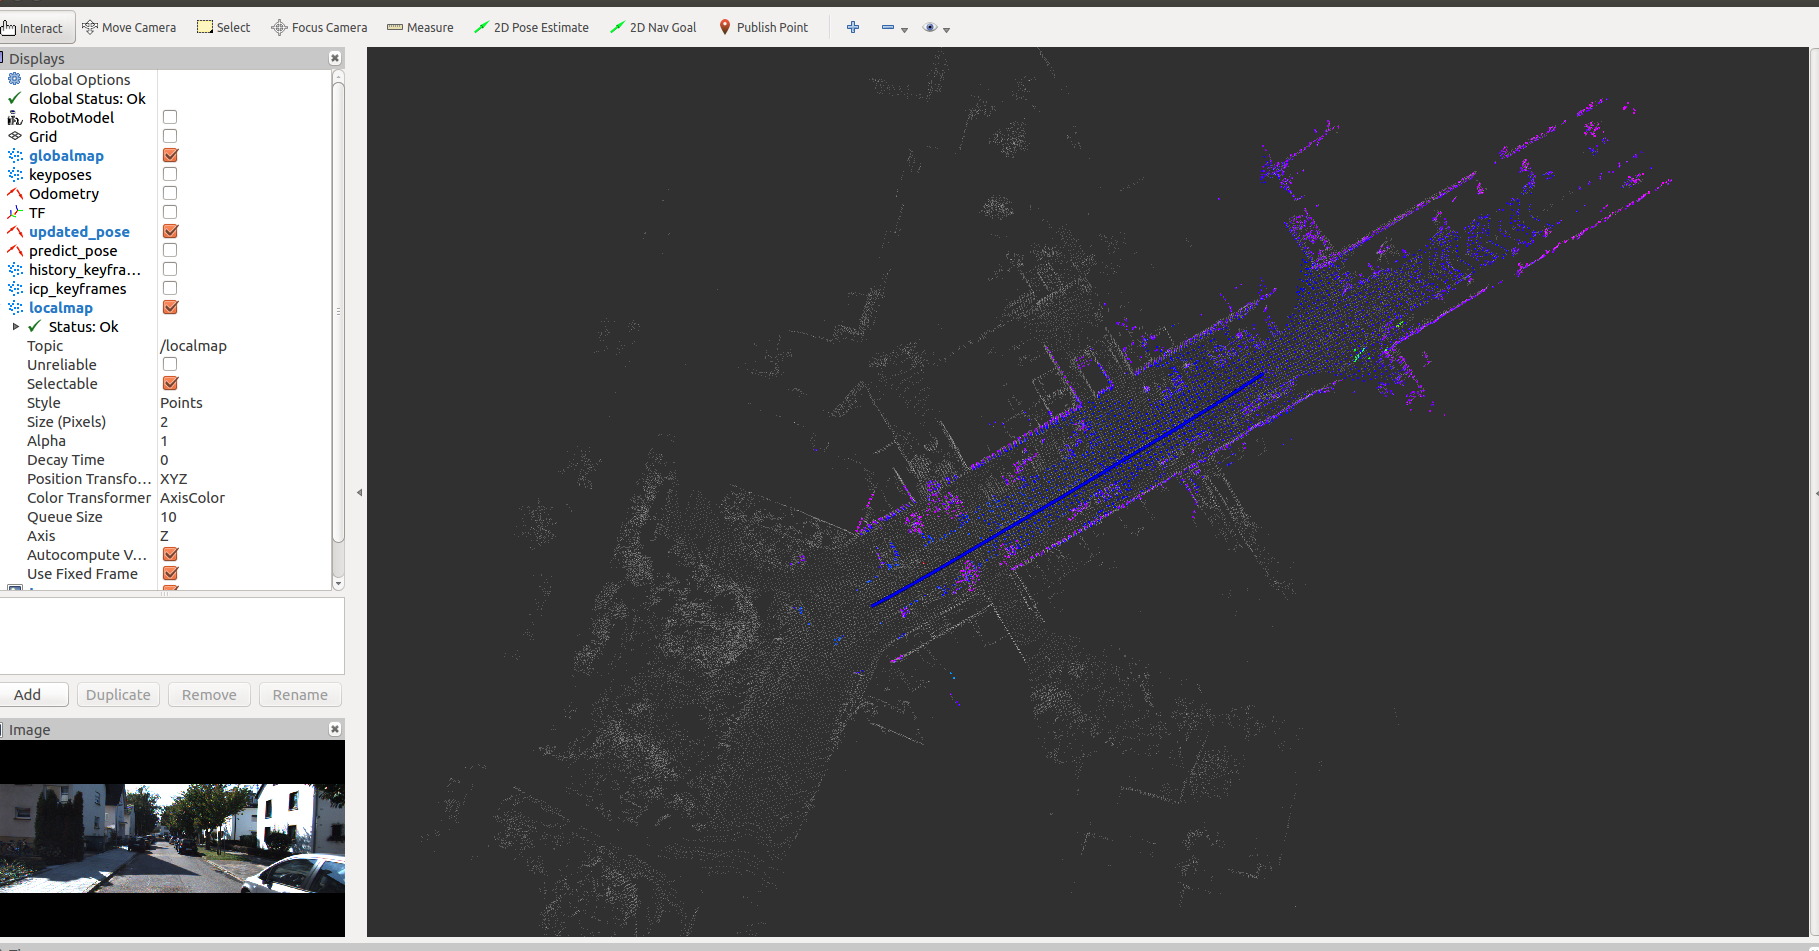 Interact Move Camera Select Focus Camera Measure 2D Pose Estimate 2D Nav Goal Publish Point
Displays
Global Options
Global Status: Ok
RobotModel
Grid
globalmap
keyposes
Odometry
TF
updated_pose
predict_pose
history_keyfra...
icp_keyframes
localmap
Status: Ok
Topic /localmap
Unreliable
Selectable
Style Points
Size (Pixels) 2
Alpha 1
Decay Time 0
Position Transfo... XYZ
Color Transformer AxisColor
Queue Size 10
Axis Z
Autocompute V...
Use Fixed Frame
Add Duplicate Remove Rename
Image